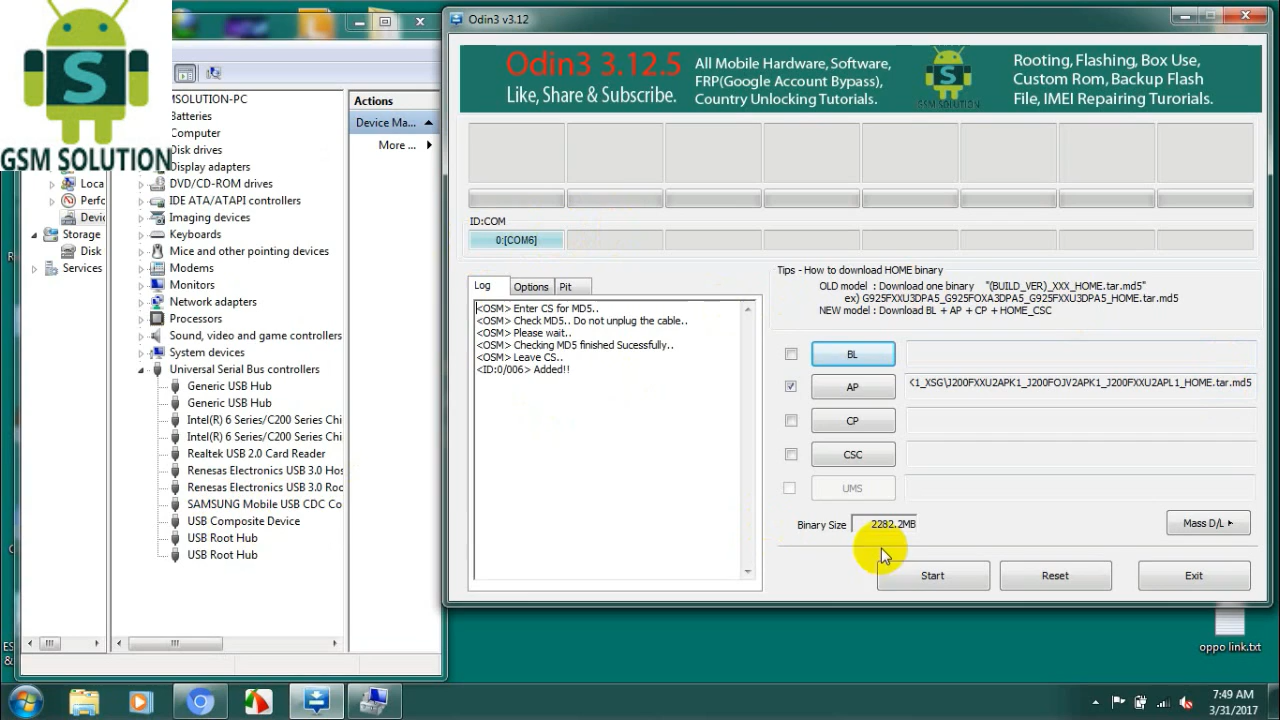 GSM SOLUTION
MSOLUTION-PC
Batteries
Computer
Disk drives
Display adapters
DVD/CD-ROM drives
IDE ATA/ATAPI controllers
Imaging devices
Keyboards
Mice and other pointing devices
Modems
Monitors
Network adapters
Processors
Sound, video and game controllers
System devices
Universal Serial Bus controllers
Generic USB Hub
Generic USB Hub
Intel(R) 6 Series/C200 Series Chi
Intel(R) 6 Series/C200 Series Chi
Realtek USB 2.0 Card Reader
Renesas Electronics USB 3.0 Hos
Renesas Electronics USB 3.0 Roo
SAMSUNG Mobile USB CDC Co
USB Composite Device
USB Root Hub
USB Root Hub
Loca
Perfo
Devic
Storage
Disk
Services
Actions
Device Ma...
More ...
Odin3 v3.12
Odin3 3.12.5
Like, Share & Subscribe.
All Mobile Hardware, Software,
FRP(Google Account Bypass),
Country Unlocking Tutorials.
GSM SOLUTION
Rooting, Flashing, Box Use,
Custom Rom, Backup Flash
File, IMEI Repairing Turorials.
ID:COM
0:[COM6]
Log
Options
Pit
<OSM> Enter CS for MD5..
<OSM> Check MD5.. Do not unplug the cable..
<OSM> Please wait..
<OSM> Checking MD5 finished Sucessfully..
<OSM> Leave CS..
<ID:0/006> Added!!
Tips - How to download HOME binary
OLD model : Download one binary "(BUILD_VER)_XXX_HOME.tar.md5"
ex) G925FXXU3DPA5_G925FOXA3DPA5_G925FXXU3DPA5_HOME.tar.md5
NEW model : Download BL + AP + CP + HOME_CSC
BL
AP
<1_XSG\J200FXXU2APK1_J200FOJV2APK1_J200FXXU2APL1_HOME.tar.md5
CP
CSC
UMS
Binary Size
2282.2MB
Mass D/L
Start
Reset
Exit
oppo link.txt
7:49 AM
3/31/2017